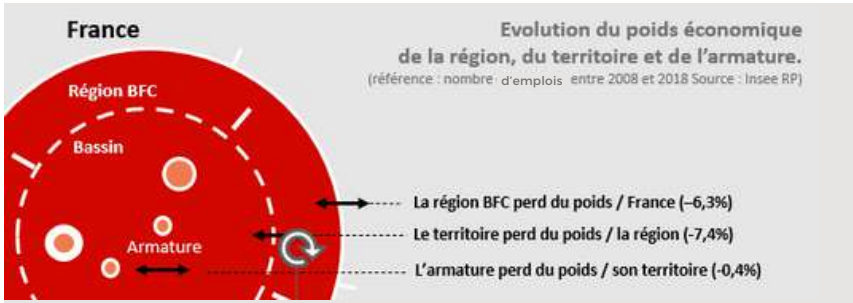 France
Evolution du poids économique
de la région, du territoire et de l’armature.
(référence : nombre d'emplois entre 2008 et 2018 Source : Insee RP)
Région BFC
Bassin
Armature
La région BFC perd du poids / France (–6,3%)
Le territoire perd du poids / la région (-7,4%)
L’armature perd du poids / son territoire (-0,4%)